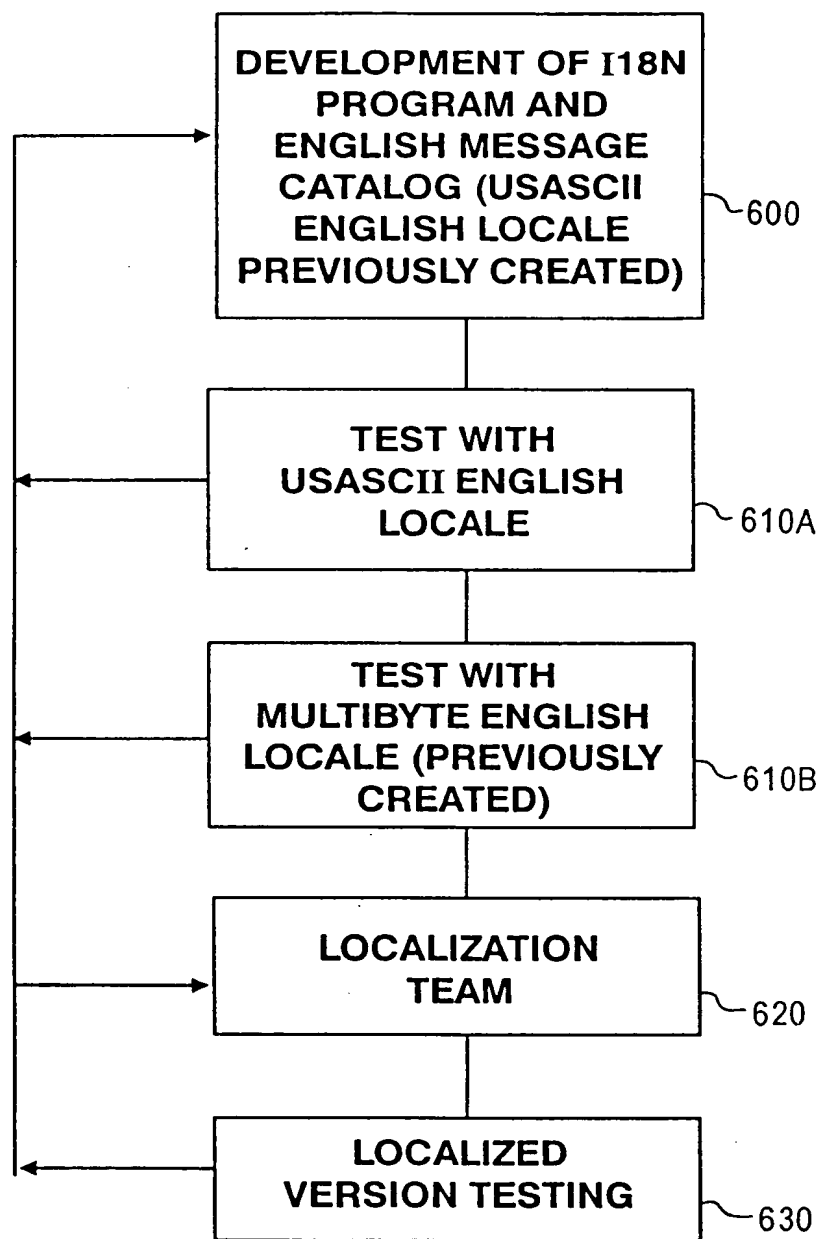 DEVELOPMENT OF I18N
PROGRAM AND
ENGLISH MESSAGE
CATALOG (USASCII
ENGLISH LOCALE
PREVIOUSLY CREATED)
600
TEST WITH
USASCII ENGLISH
LOCALE
610A
TEST WITH
MULTIBYTE ENGLISH
LOCALE (PREVIOUSLY
CREATED)
610B
LOCALIZATION
TEAM
620
LOCALIZED
VERSION TESTING
630